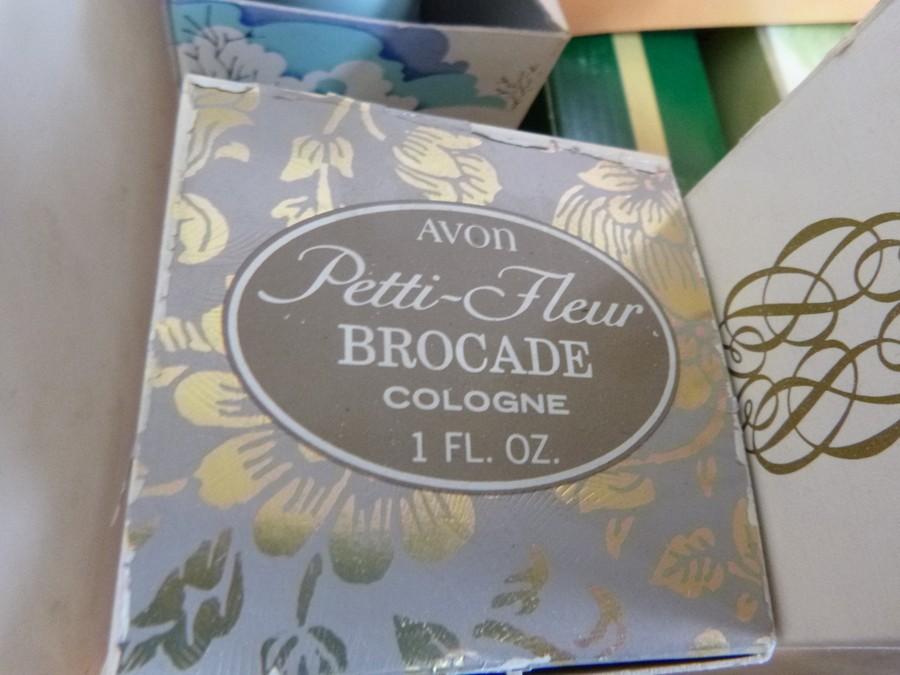 AVON
Petti-Fleur
BROCADE
COLOGNE
1 FL. OZ.